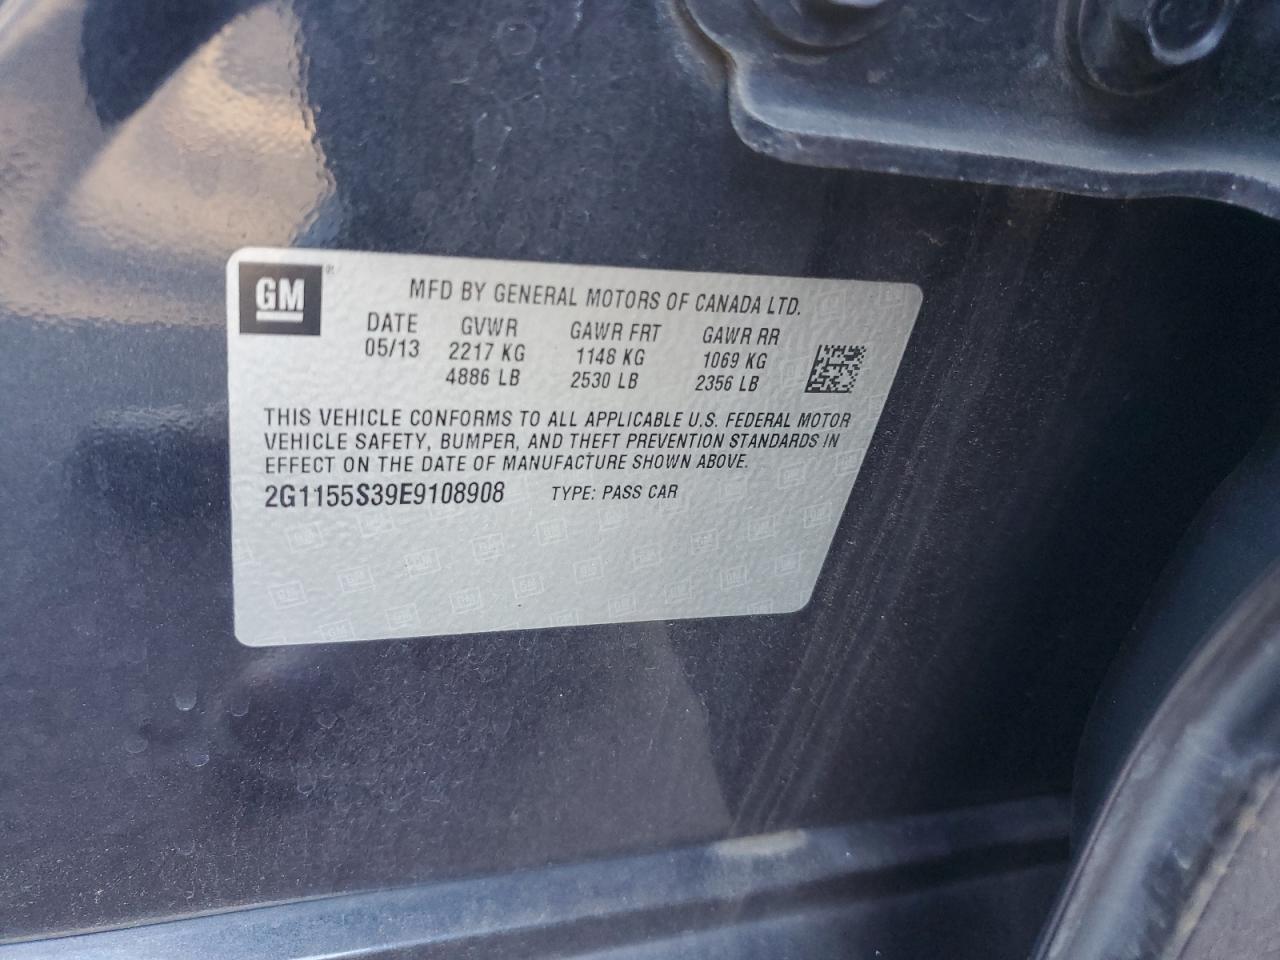 GM ® MFD BY GENERAL MOTORS OF CANADA LTD.
DATE GVWR GAWR FRT GAWR RR
05/13 2217 KG 1148 KG 1069 KG
4886 LB 2530 LB 2356 LB
THIS VEHICLE CONFORMS TO ALL APPLICABLE U.S. FEDERAL MOTOR
VEHICLE SAFETY, BUMPER, AND THEFT PREVENTION STANDARDS IN
EFFECT ON THE DATE OF MANUFACTURE SHOWN ABOVE.
2G1155S39E9108908 TYPE: PASS CAR